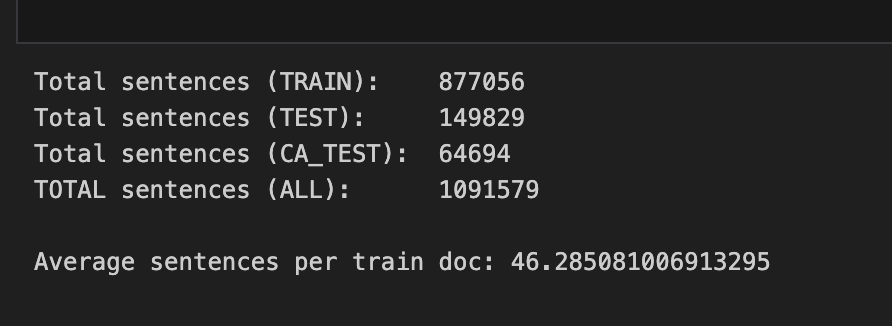 Total sentences (TRAIN): 877056
Total sentences (TEST): 149829
Total sentences (CA_TEST): 64694
TOTAL sentences (ALL): 1091579
Average sentences per train doc: 46.285081006913295